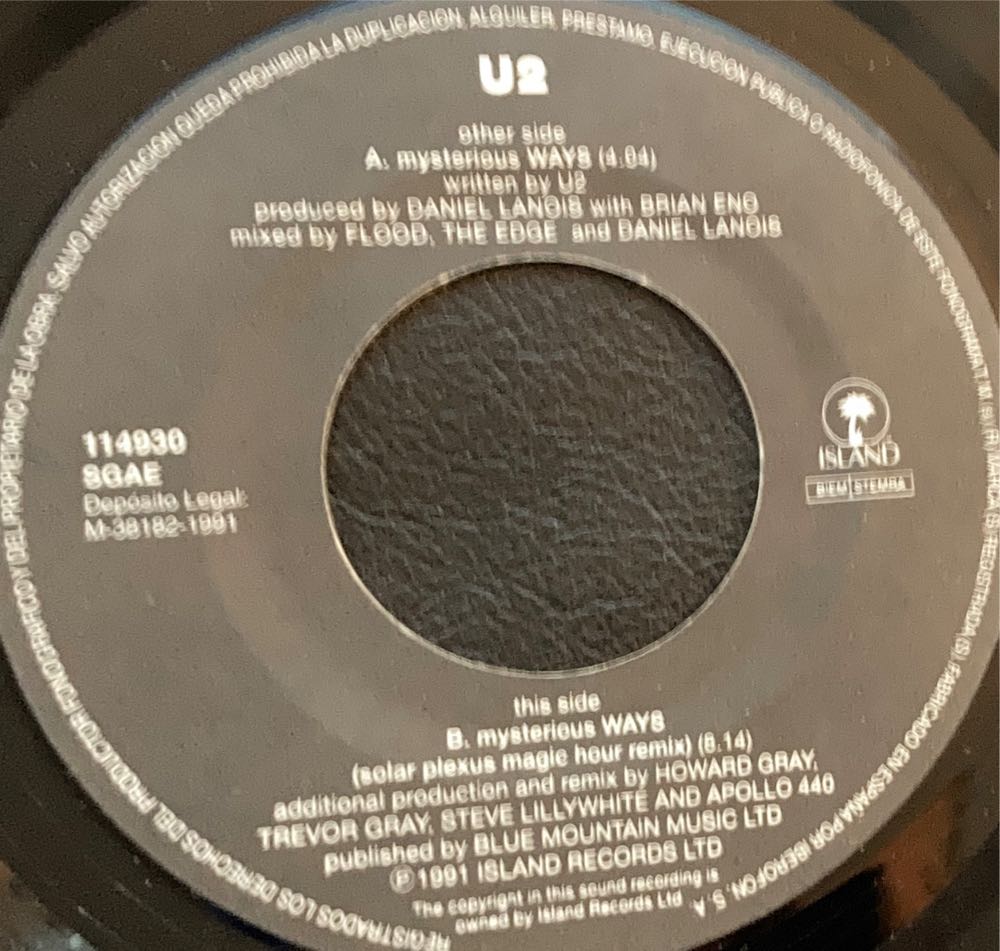 U2
other side
A. mysterious WAYS (4.04)
written by U2
produced by DANIEL LANOIS with BRIAN ENO
mixed by FLOOD, THE EDGE and DANIEL LANOIS
114930
SGAE
Depósito Legal:
M-38182-1991
ISLAND
BIEM STEMRA
this side
B. mysterious WAYS
(solar plexus magic hour remix) (8.14)
additional production and remix by HOWARD GRAY,
TREVOR GRAY, STEVE LILLYWHITE AND APOLLO 440
published by BLUE MOUNTAIN MUSIC LTD
Ⓟ 1991 ISLAND RECORDS LTD
The copyright in this sound recording is
owned by Island Records Ltd
REGISTRADOS LOS DERECHOS DEL PRODUCTOR FONOGRAFICO Y DEL PROPIETARIO DE LA OBRA. SALVO AUTORIZACION QUEDA PROHIBIDA LA DUPLICACION, ALQUILER, PRESTAMO, EJECUCION PUBLICA O RADIOFONICA DE ESTE FONOGRAMA T.M. (S) (R) MARCA (S) REGISTRADA (S). FABRICADO EN ESPAÑA POR IBEROFON, S.A.